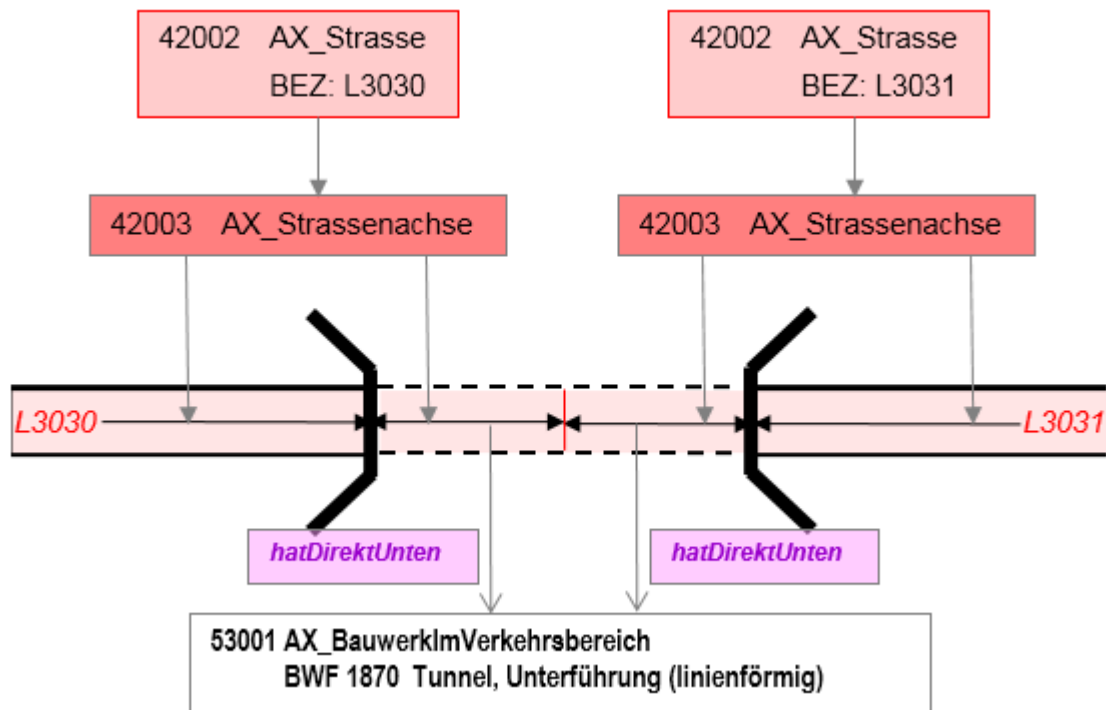 42002 AX_Strasse
BEZ: L3030
42002 AX_Strasse
BEZ: L3031
42003 AX_Strassenachse
42003 AX_Strassenachse
L3030
L3031
hatDirektUnten
hatDirektUnten
53001 AX_BauwerkImVerkehrsbereich
BWF 1870 Tunnel, Unterführung (linienförmig)